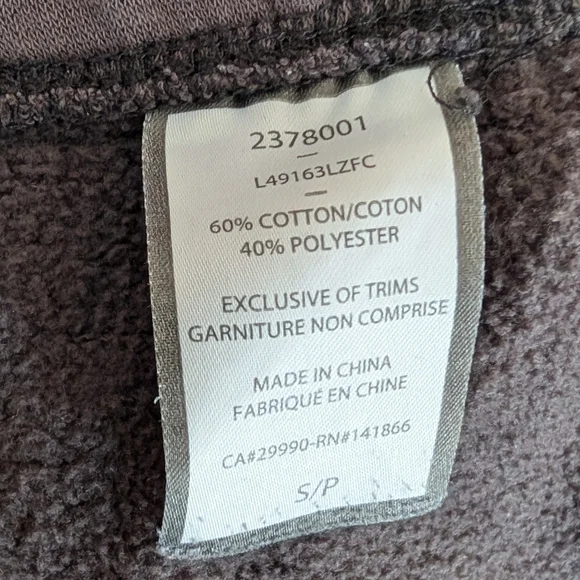 2378001
L49163LZFC
60% COTTON/COTON
40% POLYESTER
EXCLUSIVE OF TRIMS
GARNITURE NON COMPRISE
MADE IN CHINA
FABRIQUÉ EN CHINE
CA#29990-RN#141866
S/P